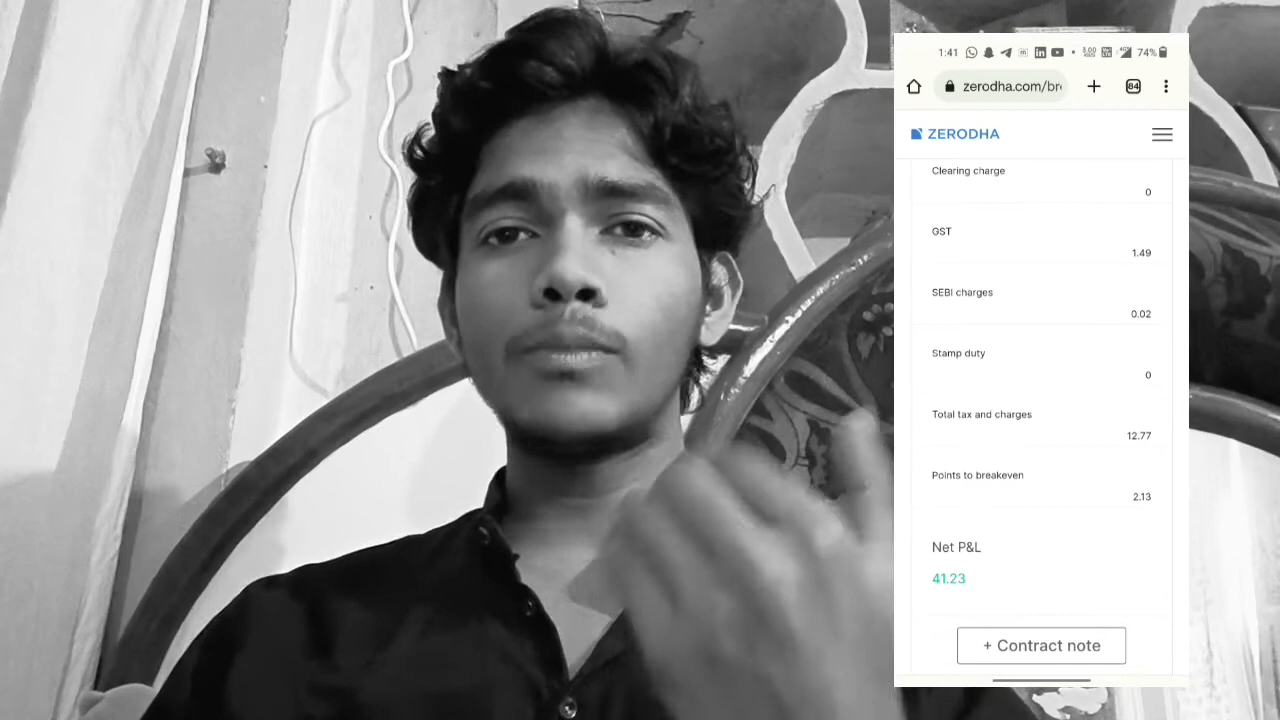 1:41 74%
zerodha.com/br 84
ZERODHA
Clearing charge
0
GST
1.49
SEBI charges
0.02
Stamp duty
0
Total tax and charges
12.77
Points to breakeven
2.13
Net P&L
41.23
+ Contract note